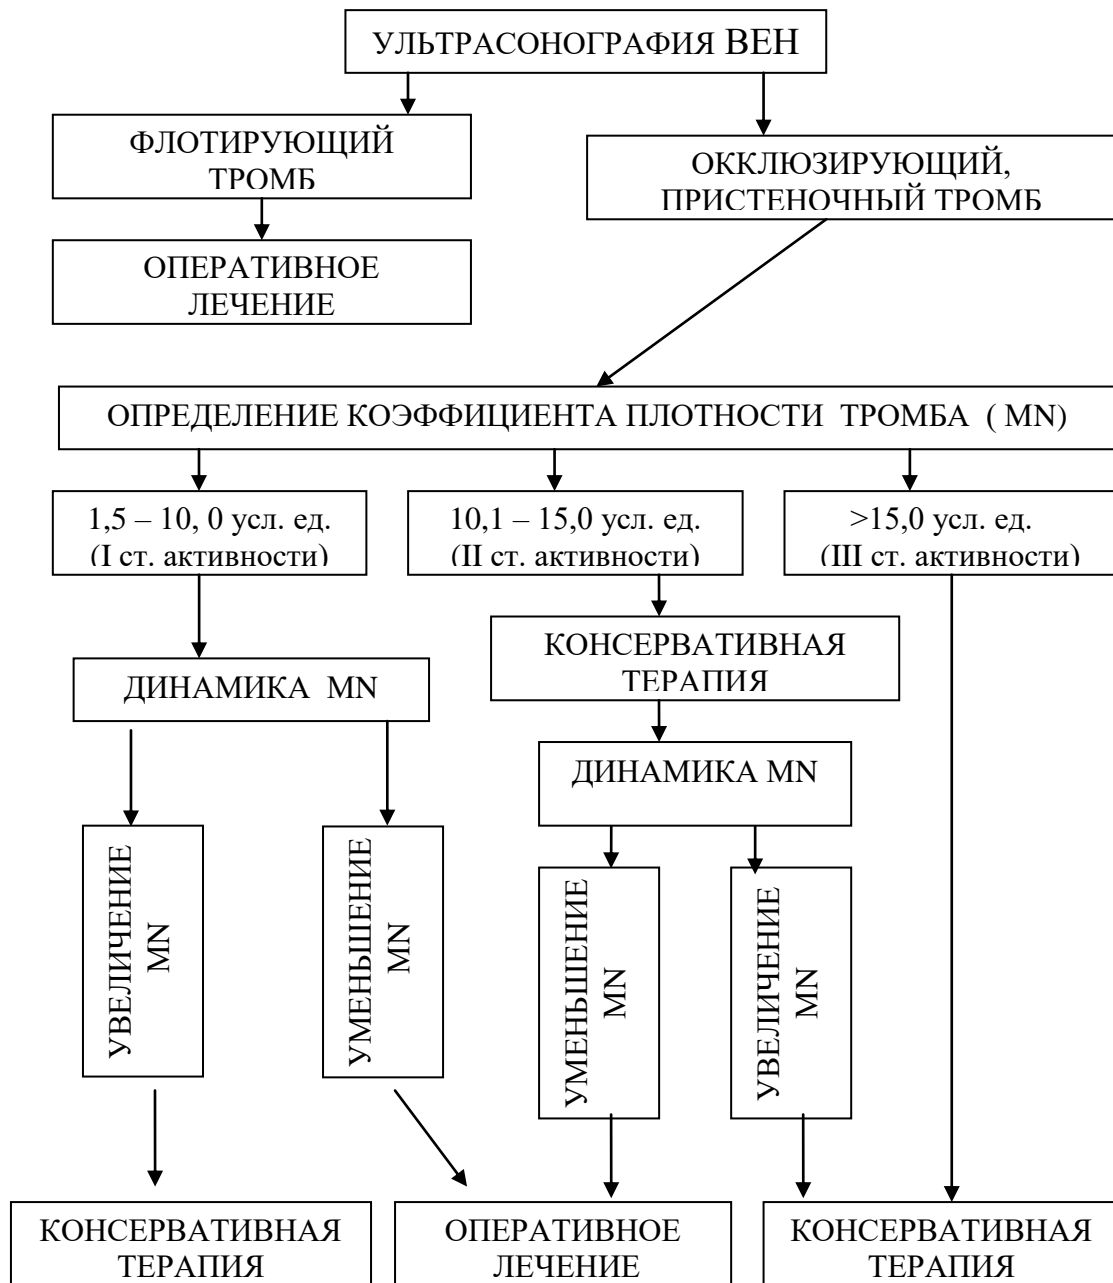 УЛЬТРАСОНОГРАФИЯ ВЕН
ФЛОТИРУЮЩИЙ
ТРОМБ
ОККЛЮЗИРУЮЩИЙ,
ПРИСТЕНОЧНЫЙ ТРОМБ
ОПЕРАТИВНОЕ
ЛЕЧЕНИЕ
ОПРЕДЕЛЕНИЕ КОЭФФИЦИЕНТА ПЛОТНОСТИ ТРОМБА ( MN)
1,5 – 10, 0 усл. ед.
(I ст. активности)
10,1 – 15,0 усл. ед.
(II ст. активности)
>15,0 усл. ед.
(III ст. активности)
КОНСЕРВАТИВНАЯ
ТЕРАПИЯ
ДИНАМИКА MN
ДИНАМИКА MN
УВЕЛИЧЕНИЕ
MN
УМЕНЬШЕНИЕ
MN
УМЕНЬШЕНИЕ
MN
УВЕЛИЧЕНИЕ
MN
КОНСЕРВАТИВНАЯ
ТЕРАПИЯ
ОПЕРАТИВНОЕ
ЛЕЧЕНИЕ
КОНСЕРВАТИВНАЯ
ТЕРАПИЯ